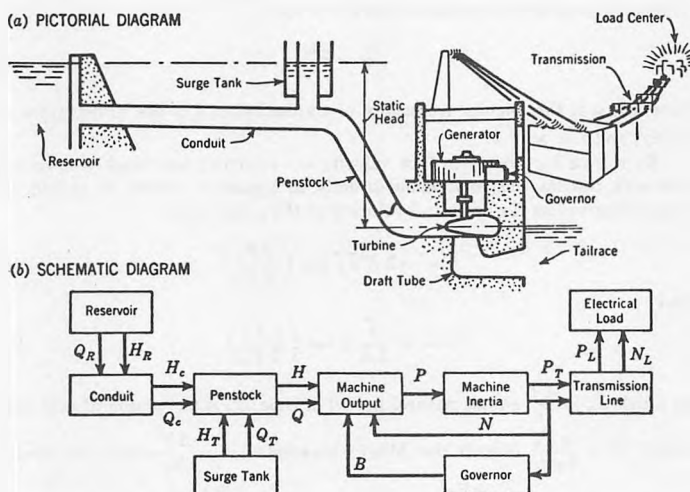 (a) PICTORIAL DIAGRAM
Load Center
Transmission
Surge Tank
Static
Head
Generator
Reservoir
Conduit
Penstock
Governor
Turbine
Tailrace
Draft Tube
(b) SCHEMATIC DIAGRAM
Reservoir
Electrical
Load
Q_R H_R
P_L N_L
H_c H P P_T
Conduit
Penstock
Machine
Output
Machine
Inertia
Transmission
Line
Q_c Q N
H_T Q_T
B
Surge Tank
Governor